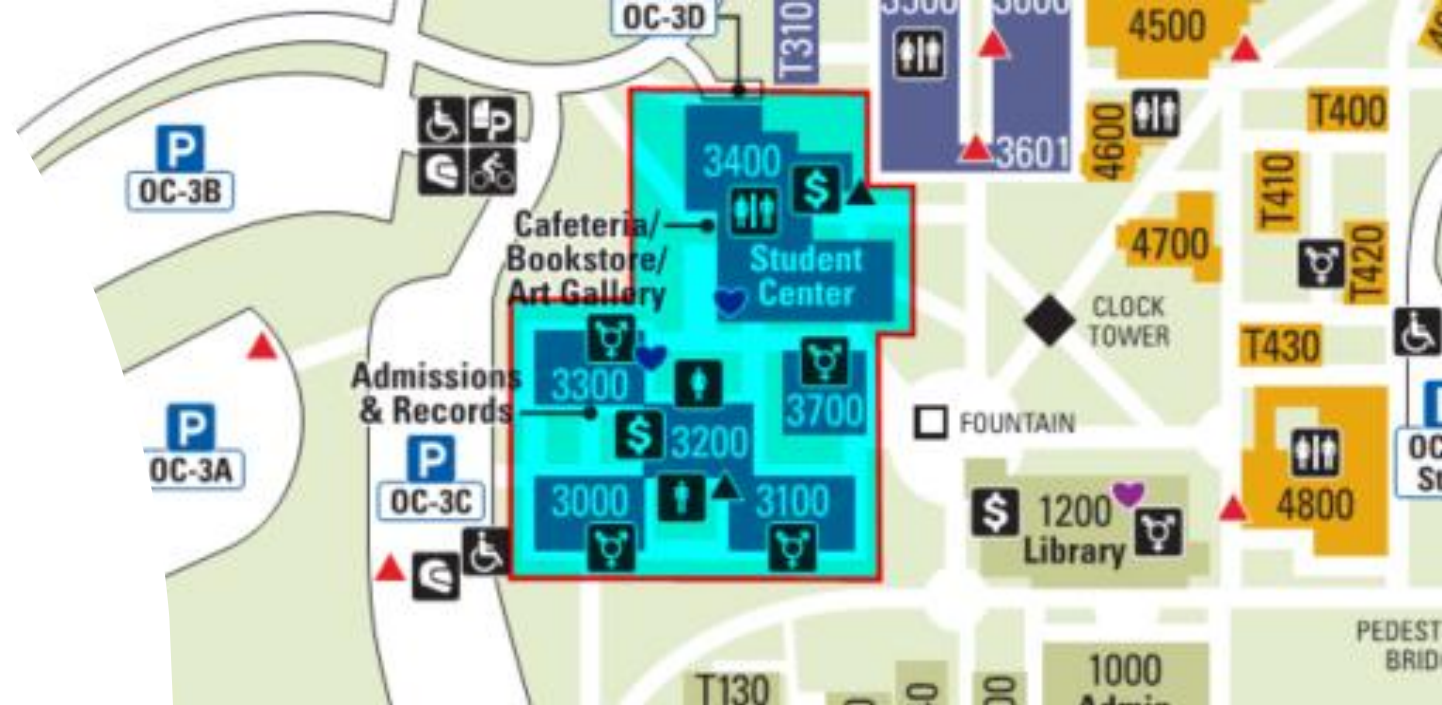 OC-3D
T310
3500
3600
4500
T400
3601
4600
T410
P
OC-3B
P
3400
$
4700
T420
Cafeteria/
Bookstore/
Art Gallery
Student
Center
CLOCK
TOWER
T430
Admissions
& Records
3300
3700
P
OC-3A
P
OC-3C
$
3200
FOUNTAIN
3000
3100
$
1200
Library
4800
PEDEST
BRID
T130
1000